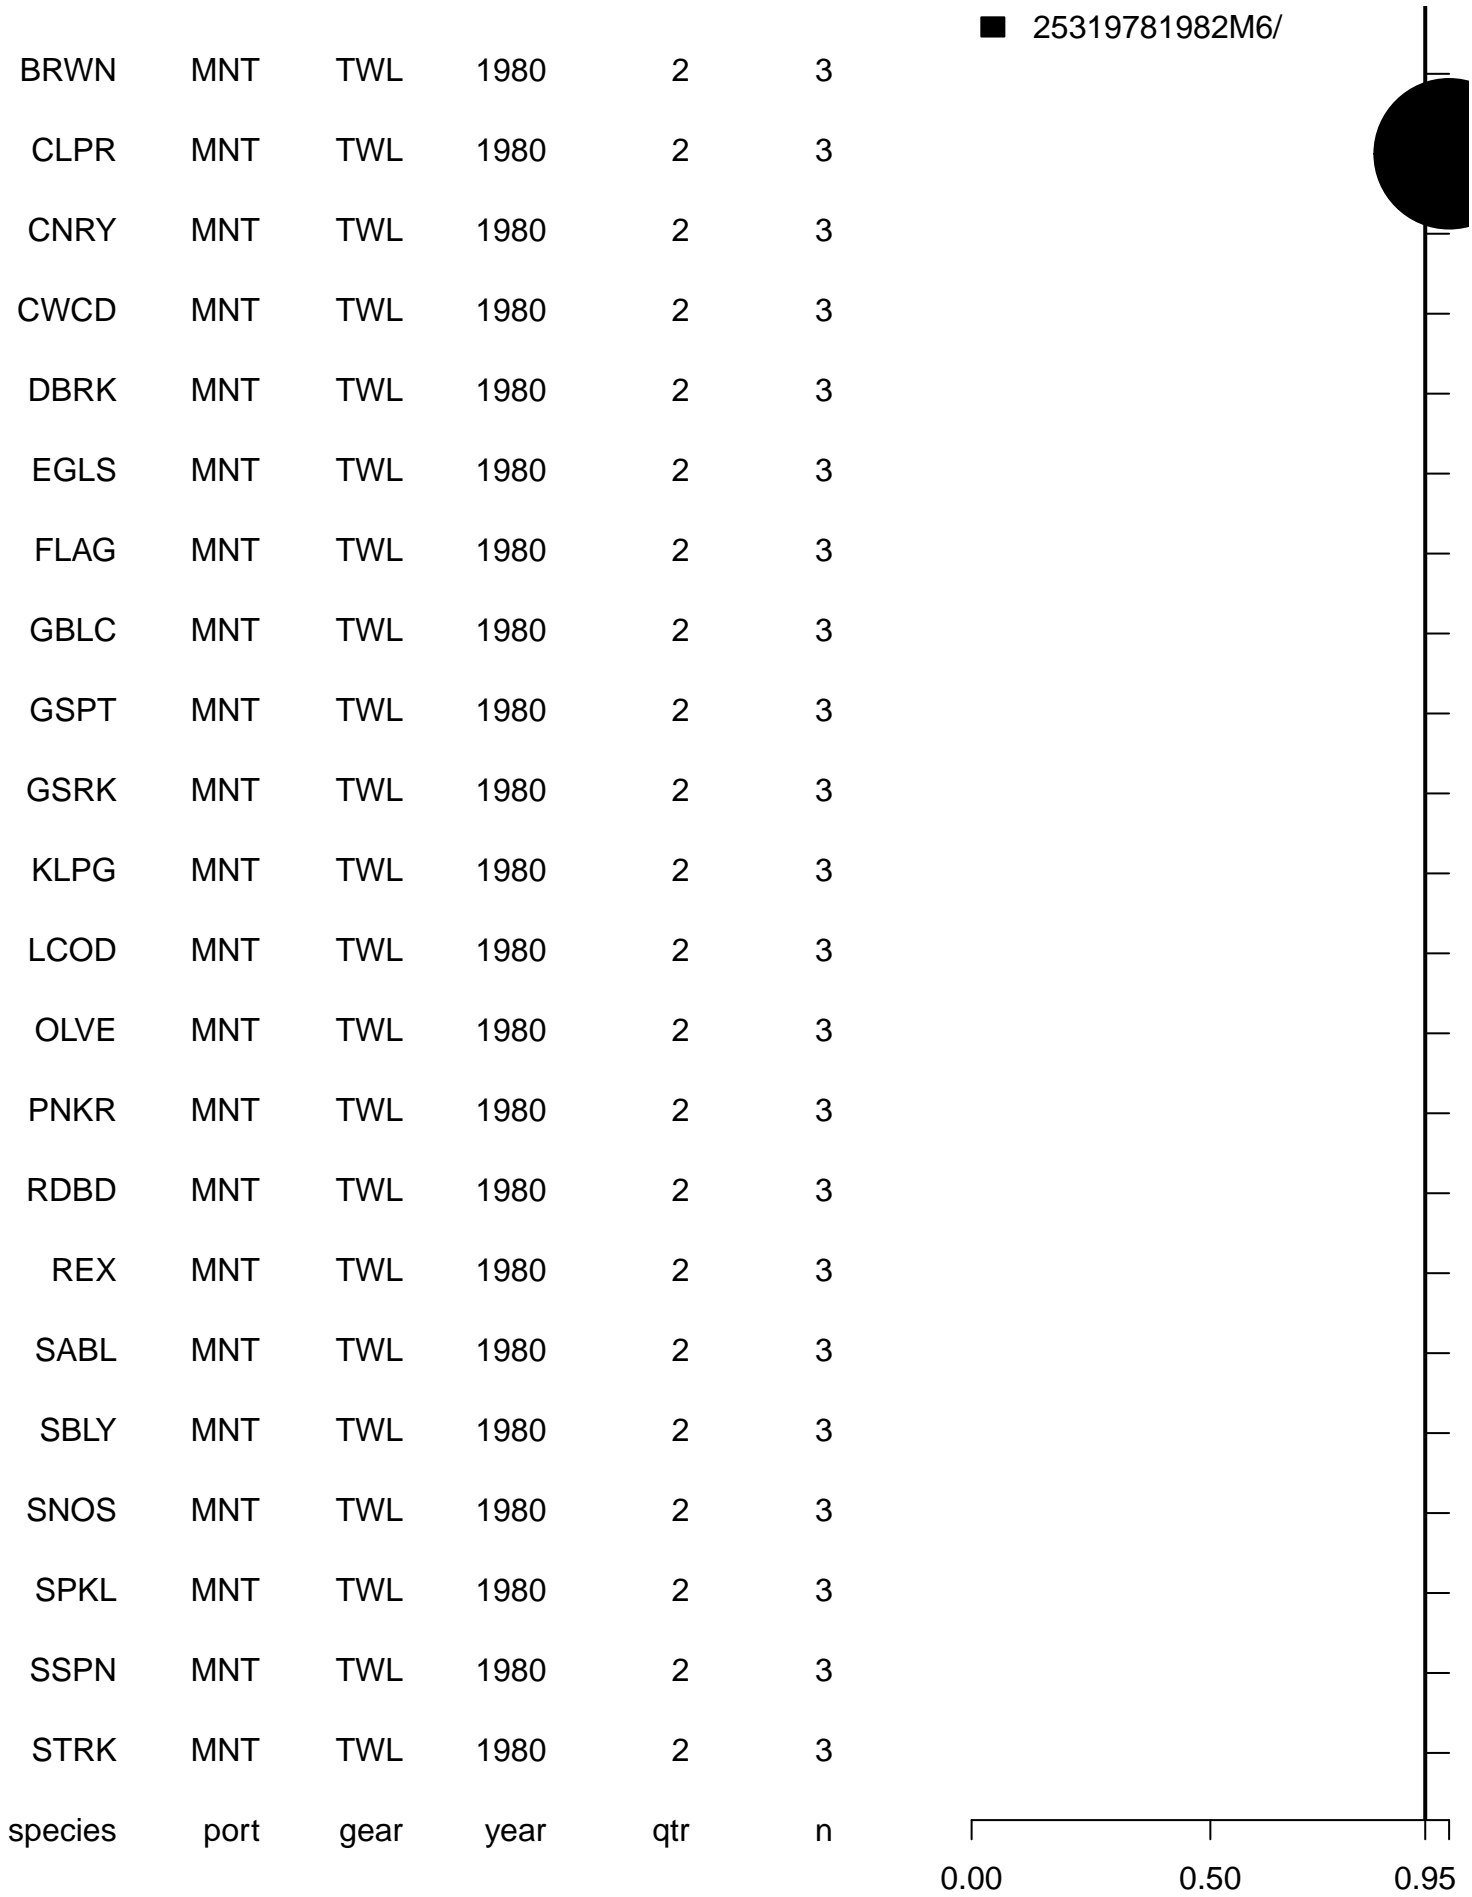 25319781982M6/
BRWN MNT TWL 1980 2 3
CLPR MNT TWL 1980 2 3
CNRY MNT TWL 1980 2 3
CWCD MNT TWL 1980 2 3
DBRK MNT TWL 1980 2 3
EGLS MNT TWL 1980 2 3
FLAG MNT TWL 1980 2 3
GBLC MNT TWL 1980 2 3
GSPT MNT TWL 1980 2 3
GSRK MNT TWL 1980 2 3
KLPG MNT TWL 1980 2 3
LCOD MNT TWL 1980 2 3
OLVE MNT TWL 1980 2 3
PNKR MNT TWL 1980 2 3
RDBD MNT TWL 1980 2 3
REX MNT TWL 1980 2 3
SABL MNT TWL 1980 2 3
SBLY MNT TWL 1980 2 3
SNOS MNT TWL 1980 2 3
SPKL MNT TWL 1980 2 3
SSPN MNT TWL 1980 2 3
STRK MNT TWL 1980 2 3
species port gear year qtr n
0.00 0.50 0.95